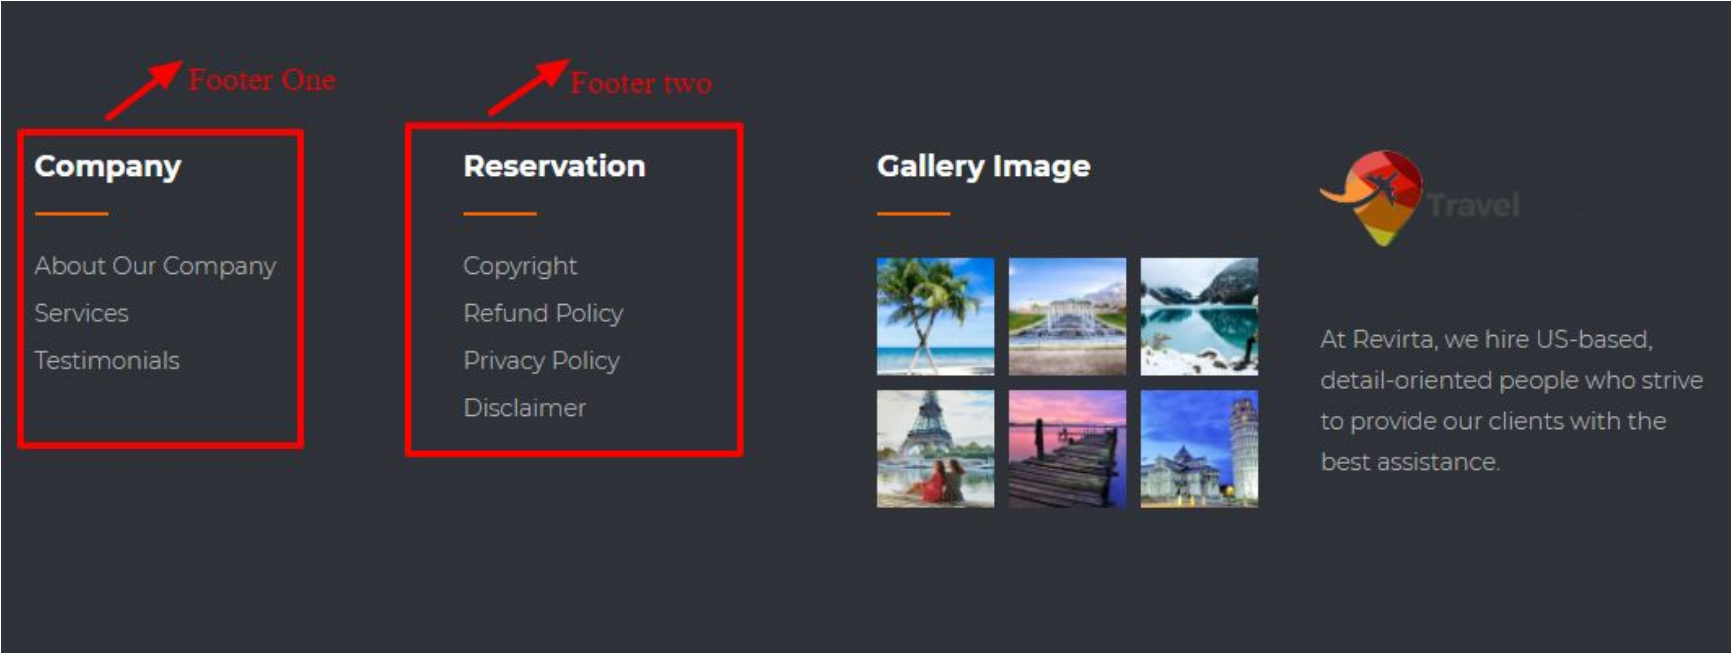 Footer One
Footer two
Company
About Our Company
Services
Testimonials
Reservation
Copyright
Refund Policy
Privacy Policy
Disclaimer
Gallery Image
Travel
At Revirta, we hire US-based,
detail-oriented people who strive
to provide our clients with the
best assistance.